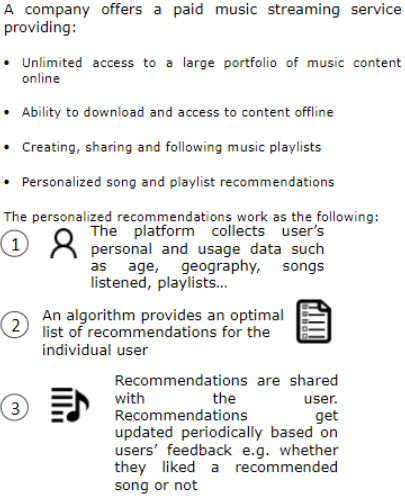 A company offers a paid music streaming service
providing:
• Unlimited access to a large portfolio of music content
online
• Ability to download and access to content offline
• Creating, sharing and following music playlists
• Personalized song and playlist recommendations
The personalized recommendations work as the following:
1
The platform collects user's
personal and usage data such
as age, geography, songs
listened, playlists...
2
An algorithm provides an optimal
list of recommendations for the
individual user
3
Recommendations are shared
with the user.
Recommendations get
updated periodically based on
users' feedback e.g. whether
they liked a recommended
song or not